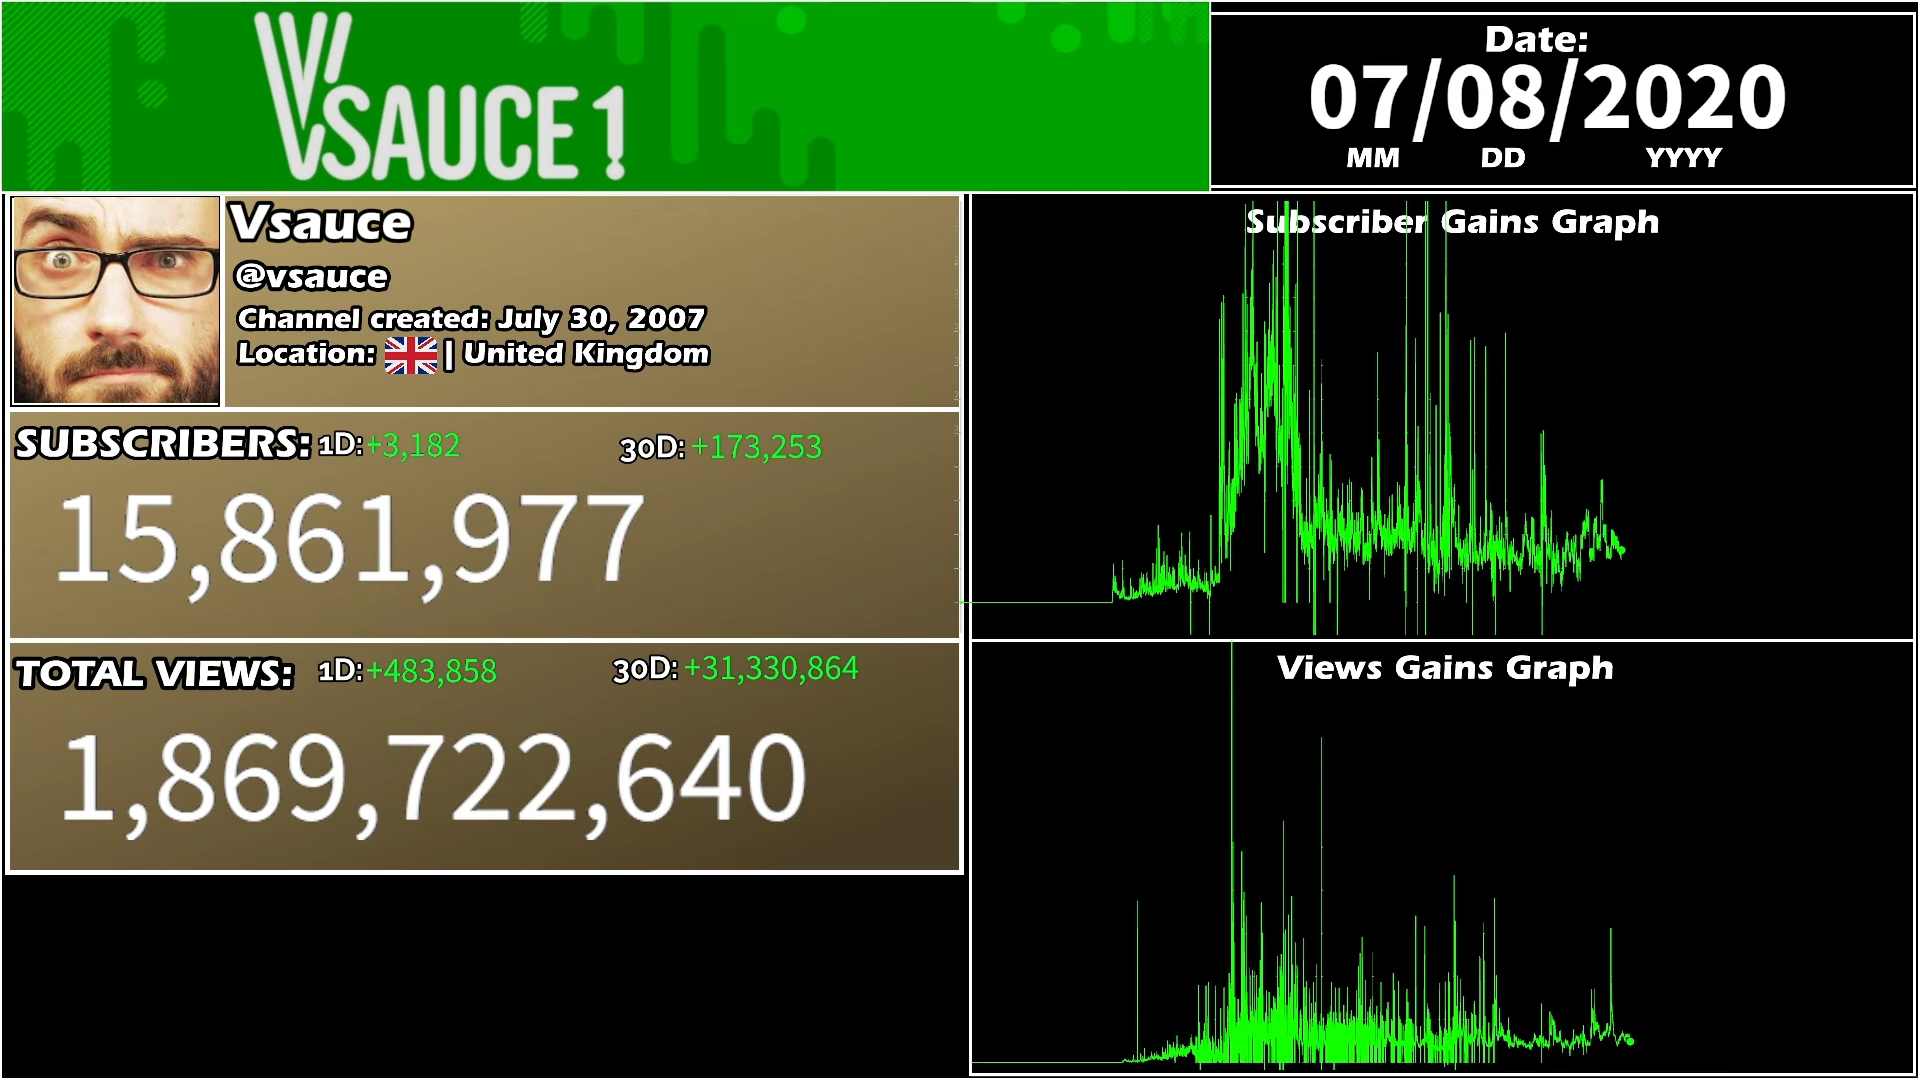 VSAUCE 1
Date:
07/08/2020
MM DD YYYY
Vsauce
@vsauce
Channel created: July 30, 2007
Location: | United Kingdom
SUBSCRIBERS: 1D: +3,182 30D: +173,253
15,861,977
TOTAL VIEWS: 1D: +483,858 30D: +31,330,864
1,869,722,640
Subscriber Gains Graph
Views Gains Graph